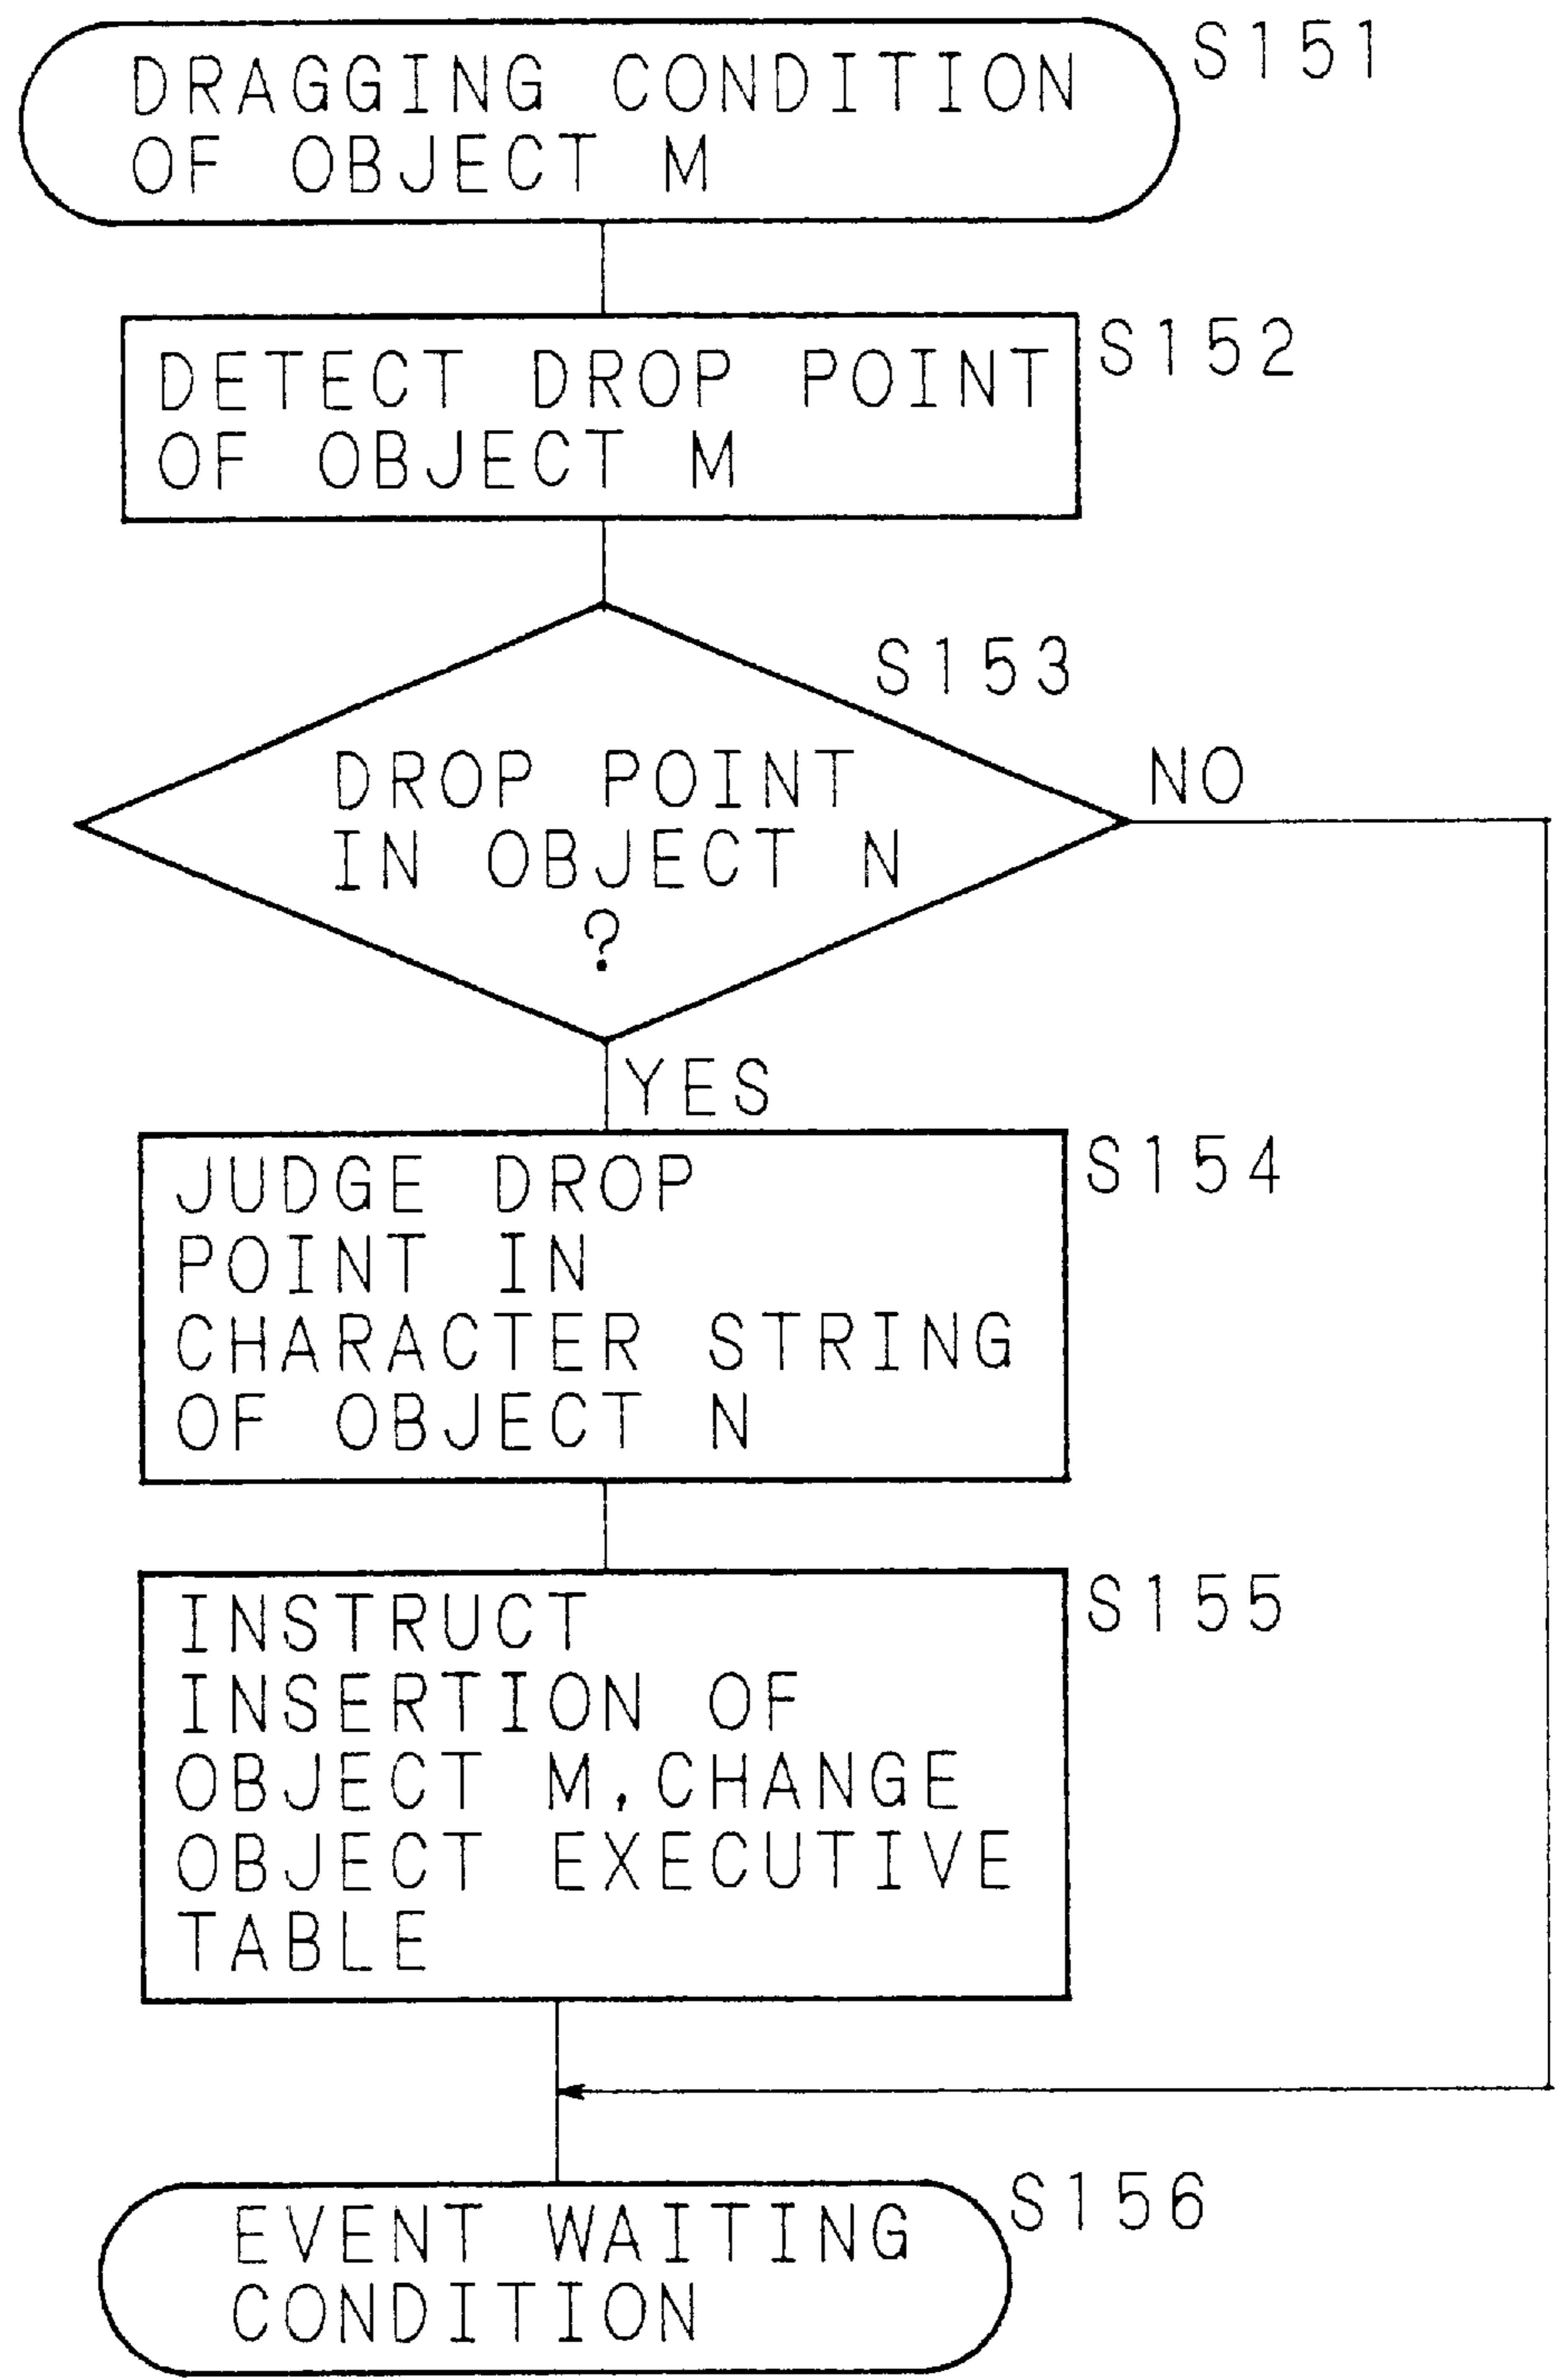 S151
DRAGGING CONDITION
OF OBJECT M
S152
DETECT DROP POINT
OF OBJECT M
S153
DROP POINT
IN OBJECT N
?
NO
YES
S154
JUDGE DROP
POINT IN
CHARACTER STRING
OF OBJECT N
S155
INSTRUCT
INSERTION OF
OBJECT M,CHANGE
OBJECT EXECUTIVE
TABLE
S156
EVENT WAITING
CONDITION